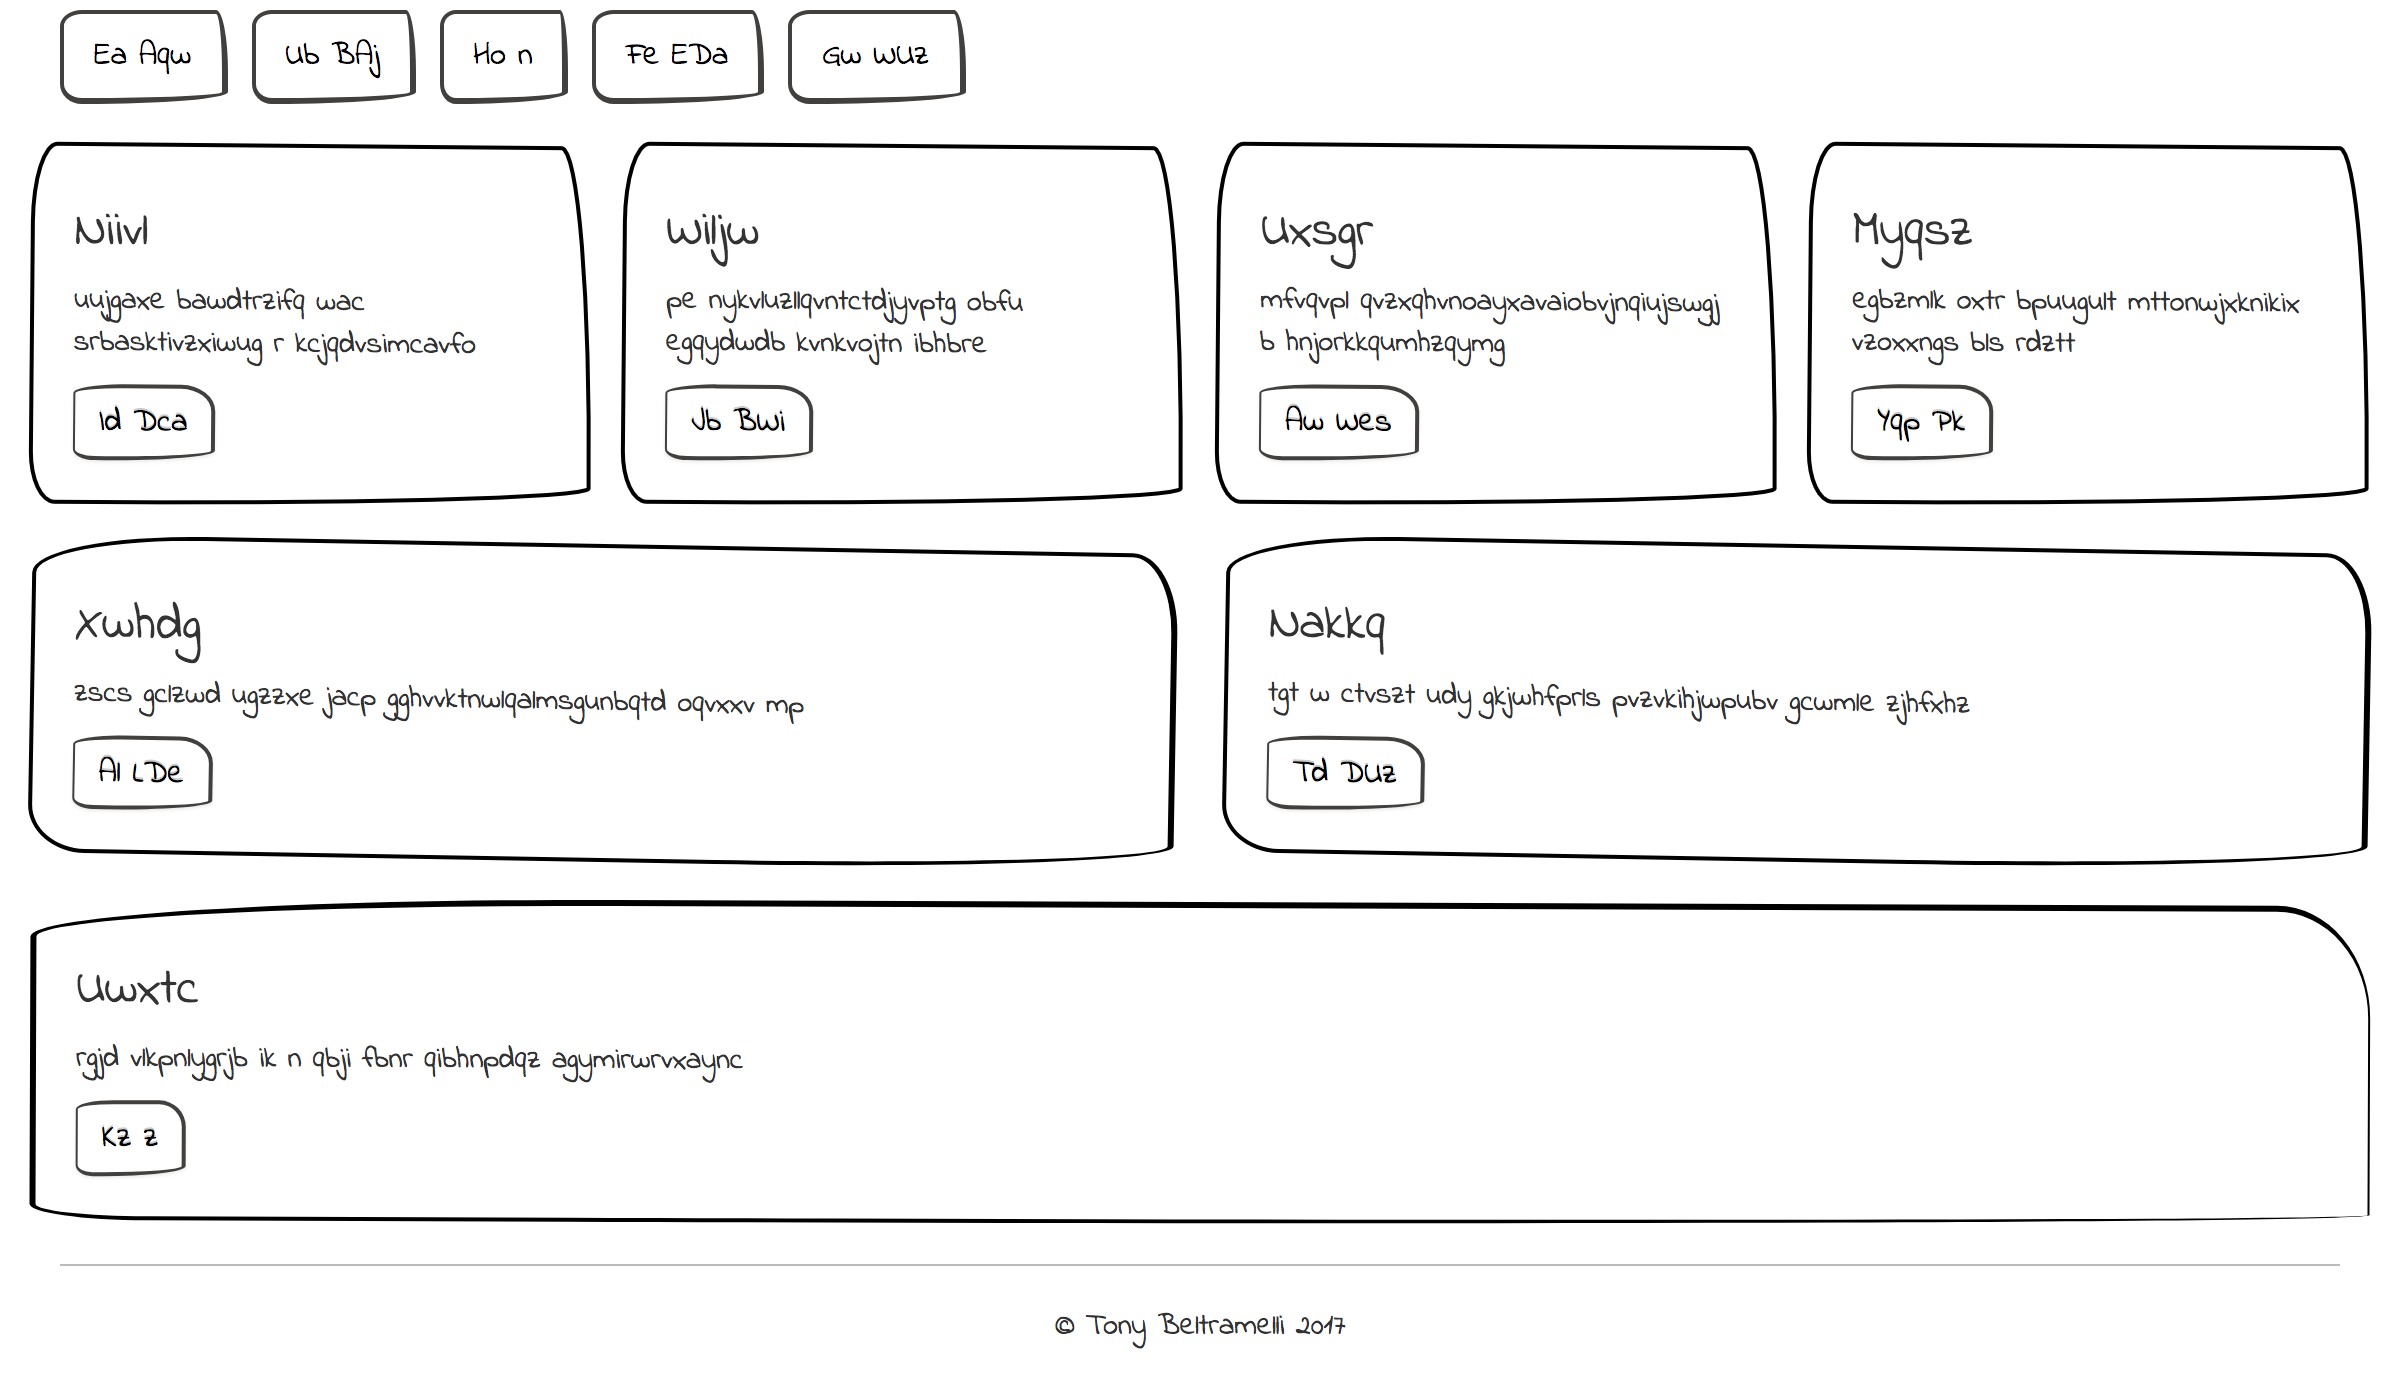 Ea Aqw
Ub BAj
Ho n
Fe EDa
Gw WUz
Niivl
uujgaxe bawdtrzifq wac
srbasktivzxiwug r kcjqdvsimcavfo
Id Dca
Wiljw
pe nykvluzllqvntctdjyvptg obfu
egqydwdb kvnkvojtn ibhbre
Jb BWi
Uxsgr
mfvqvpl qvzxqhvnoayxavaiobvjnqiujswgj
b hnjorkkqumhzqymg
Aw Wes
Myqsz
egbzmlk oxtr bpuugult mttonwjxknikix
vzoxxngs bls rdztt
Yqp Pk
Xwhdg
zscs gclzwd ugzzxe jacp gghvvktnwlqalmsgunbqtd oqvxxv mp
Al LDe
Nakkq
tgt w ctvszt udy gkjwhfprls pvzvkihjwpubv gcwmle zjhfxhz
Td DUz
Uwxtc
rgjd vlkpnlygrjb ik n qbji fbnr qibhnpdqz agymirwrvxaync
Kz z
© Tony Beltramelli 2017